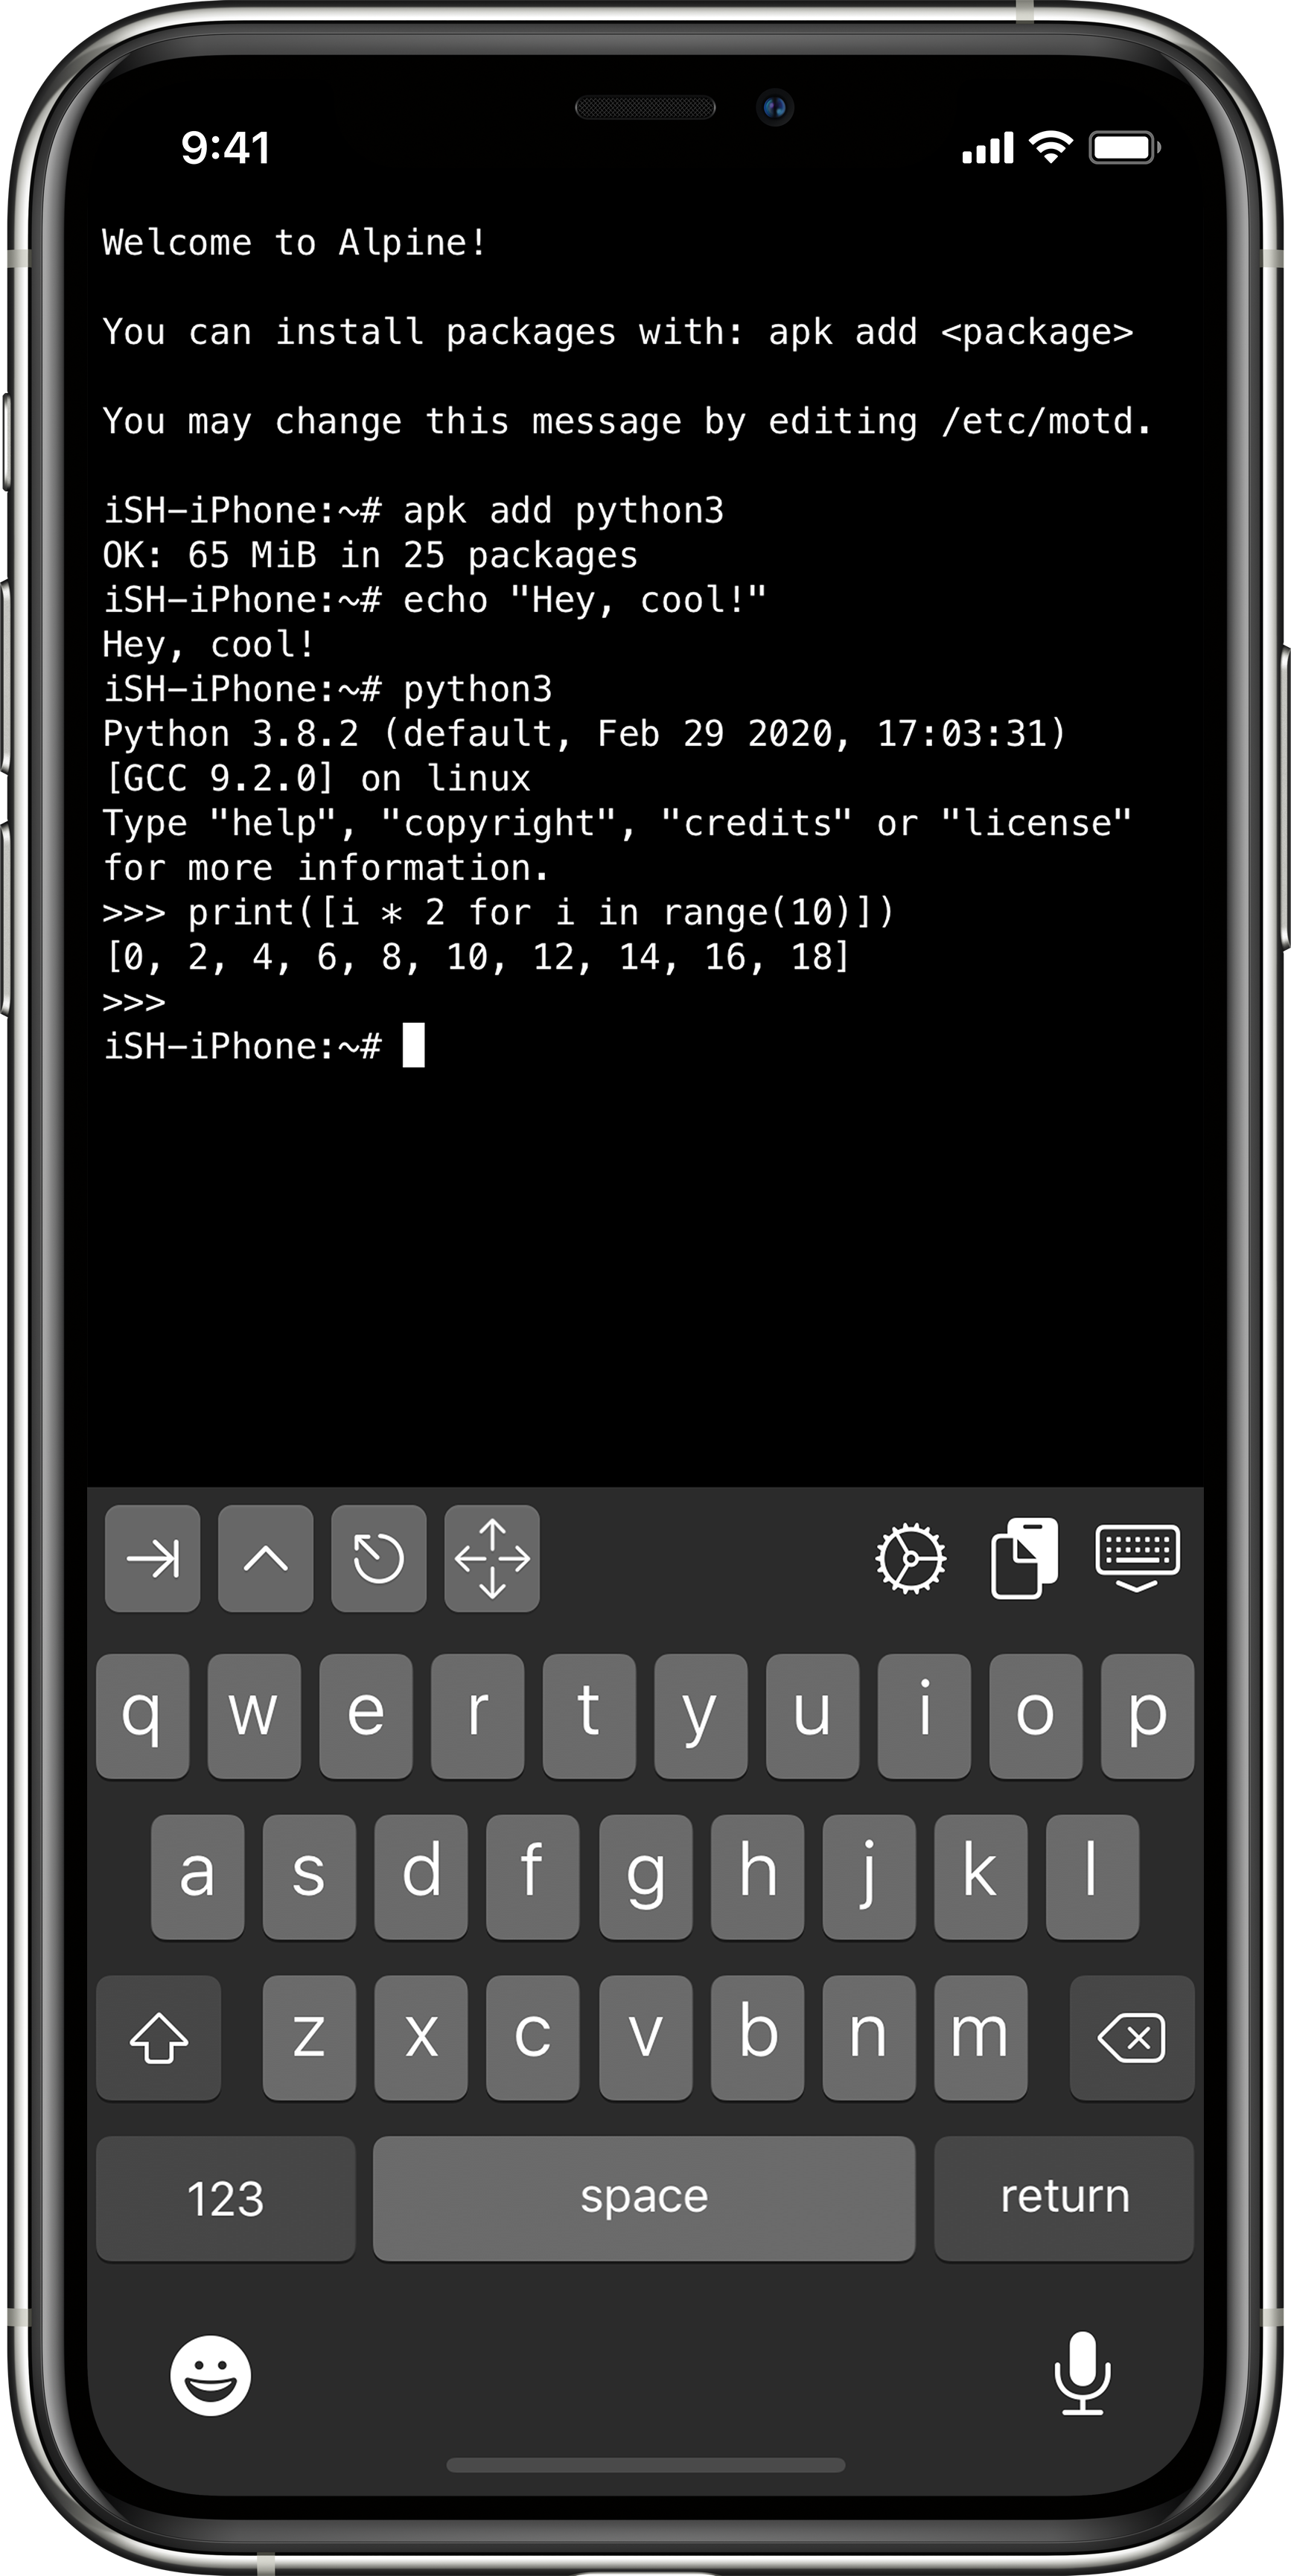 9:41
Welcome to Alpine!
You can install packages with: apk add <package>
You may change this message by editing /etc/motd.
iSH-iPhone:~# apk add python3
OK: 65 MiB in 25 packages
iSH-iPhone:~# echo "Hey, cool!"
Hey, cool!
iSH-iPhone:~# python3
Python 3.8.2 (default, Feb 29 2020, 17:03:31)
[GCC 9.2.0] on linux
Type "help", "copyright", "credits" or "license"
for more information.
>>> print([i * 2 for i in range(10)])
[0, 2, 4, 6, 8, 10, 12, 14, 16, 18]
>>>
iSH-iPhone:~#
q w e r t y u i o p
a s d f g h j k l
z x c v b n m
123 space return